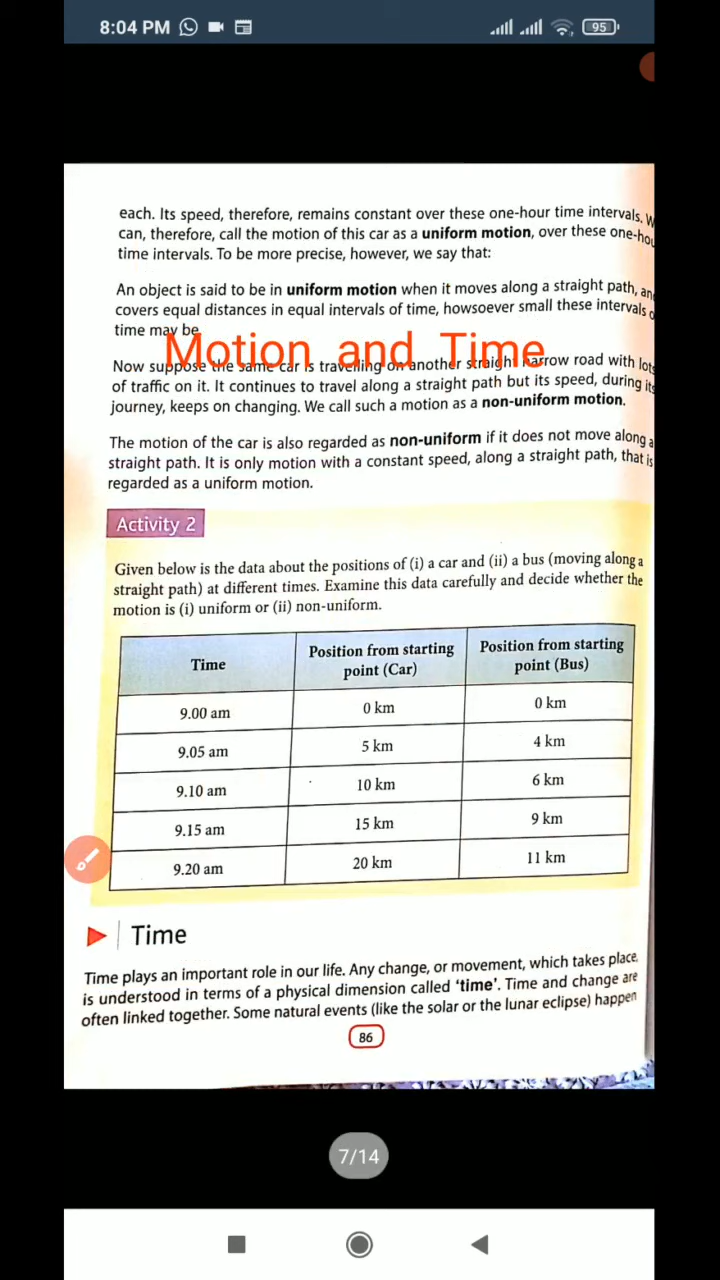 8:04 PM
95
each. Its speed, therefore, remains constant over these one-hour time intervals.
can, therefore, call the motion of this car as a uniform motion, over these one-hou
time intervals. To be more precise, however, we say that:
An object is said to be in uniform motion when it moves along a straight path, an
covers equal distances in equal intervals of time, howsoever small these intervals o
time may be
Motion and Time
Now suppose the same car is travelling on another straight narrow road with lots
of traffic on it. It continues to travel along a straight path but its speed, during its
journey, keeps on changing. We call such a motion as a non-uniform motion.
The motion of the car is also regarded as non-uniform if it does not move along a
straight path. It is only motion with a constant speed, along a straight path, that is
regarded as a uniform motion.
Activity 2
Given below is the data about the positions of (i) a car and (ii) a bus (moving along a
straight path) at different times. Examine this data carefully and decide whether the
motion is (i) uniform or (ii) non-uniform.
Time Position from starting point (Car) Position from starting point (Bus)
9.00 am 0 km 0 km
9.05 am 5 km 4 km
9.10 am 10 km 6 km
9.15 am 15 km 9 km
9.20 am 20 km 11 km
Time
Time plays an important role in our life. Any change, or movement, which takes place,
is understood in terms of a physical dimension called 'time'. Time and change are
often linked together. Some natural events (like the solar or the lunar eclipse) happen
86
7/14